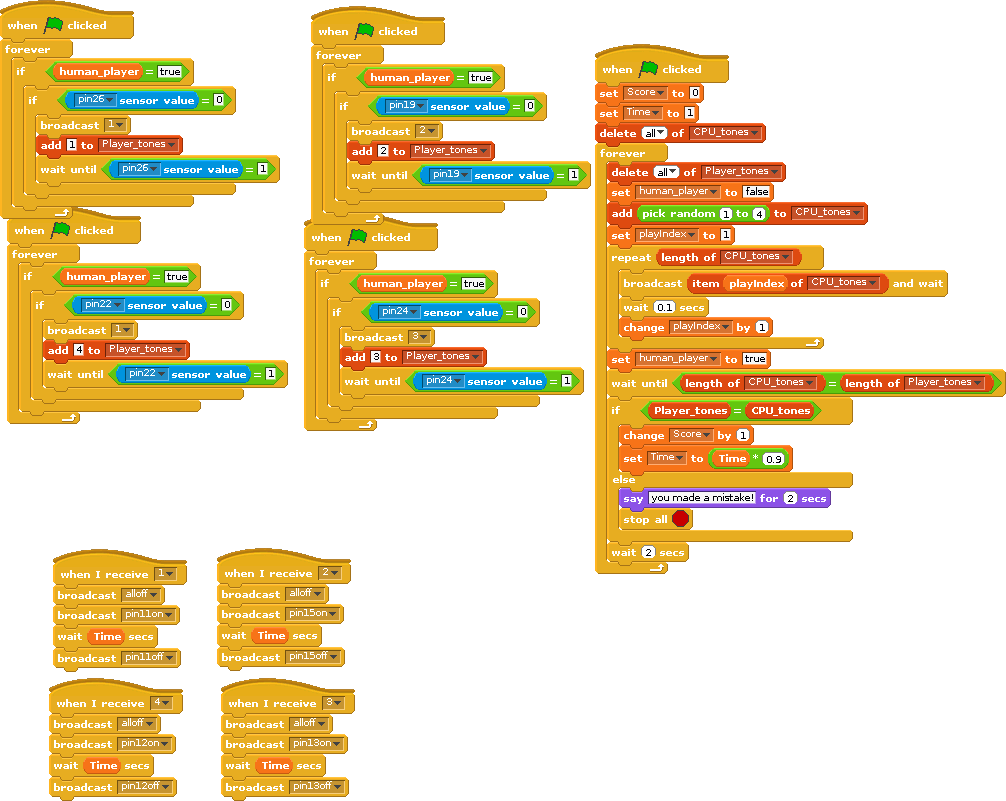 when clicked
forever
if human_player = true
if pin26 sensor value = 0
broadcast 1
add 1 to Player_tones
wait until pin26 sensor value = 1
when clicked
forever
if human_player = true
if pin19 sensor value = 0
broadcast 2
add 2 to Player_tones
wait until pin19 sensor value = 1
when clicked
forever
if human_player = true
if pin22 sensor value = 0
broadcast 1
add 4 to Player_tones
wait until pin22 sensor value = 1
when clicked
forever
if human_player = true
if pin24 sensor value = 0
broadcast 3
add 3 to Player_tones
wait until pin24 sensor value = 1
when clicked
set Score to 0
set Time to 1
delete all of CPU_tones
forever
delete all of Player_tones
set human_player to false
add pick random 1 to 4 to CPU_tones
set playIndex to 1
repeat length of CPU_tones
broadcast item playIndex of CPU_tones and wait
wait 0.1 secs
change playIndex by 1
set human_player to true
wait until length of CPU_tones = length of Player_tones
if Player_tones = CPU_tones
change Score by 1
set Time to Time * 0.9
else
say you made a mistake! for 2 secs
stop all
wait 2 secs
when I receive 1
broadcast alloff
broadcast pin11on
wait Time secs
broadcast pin11off
when I receive 2
broadcast alloff
broadcast pin15on
wait Time secs
broadcast pin15off
when I receive 4
broadcast alloff
broadcast pin12on
wait Time secs
broadcast pin12off
when I receive 3
broadcast alloff
broadcast pin13on
wait Time secs
broadcast pin13off